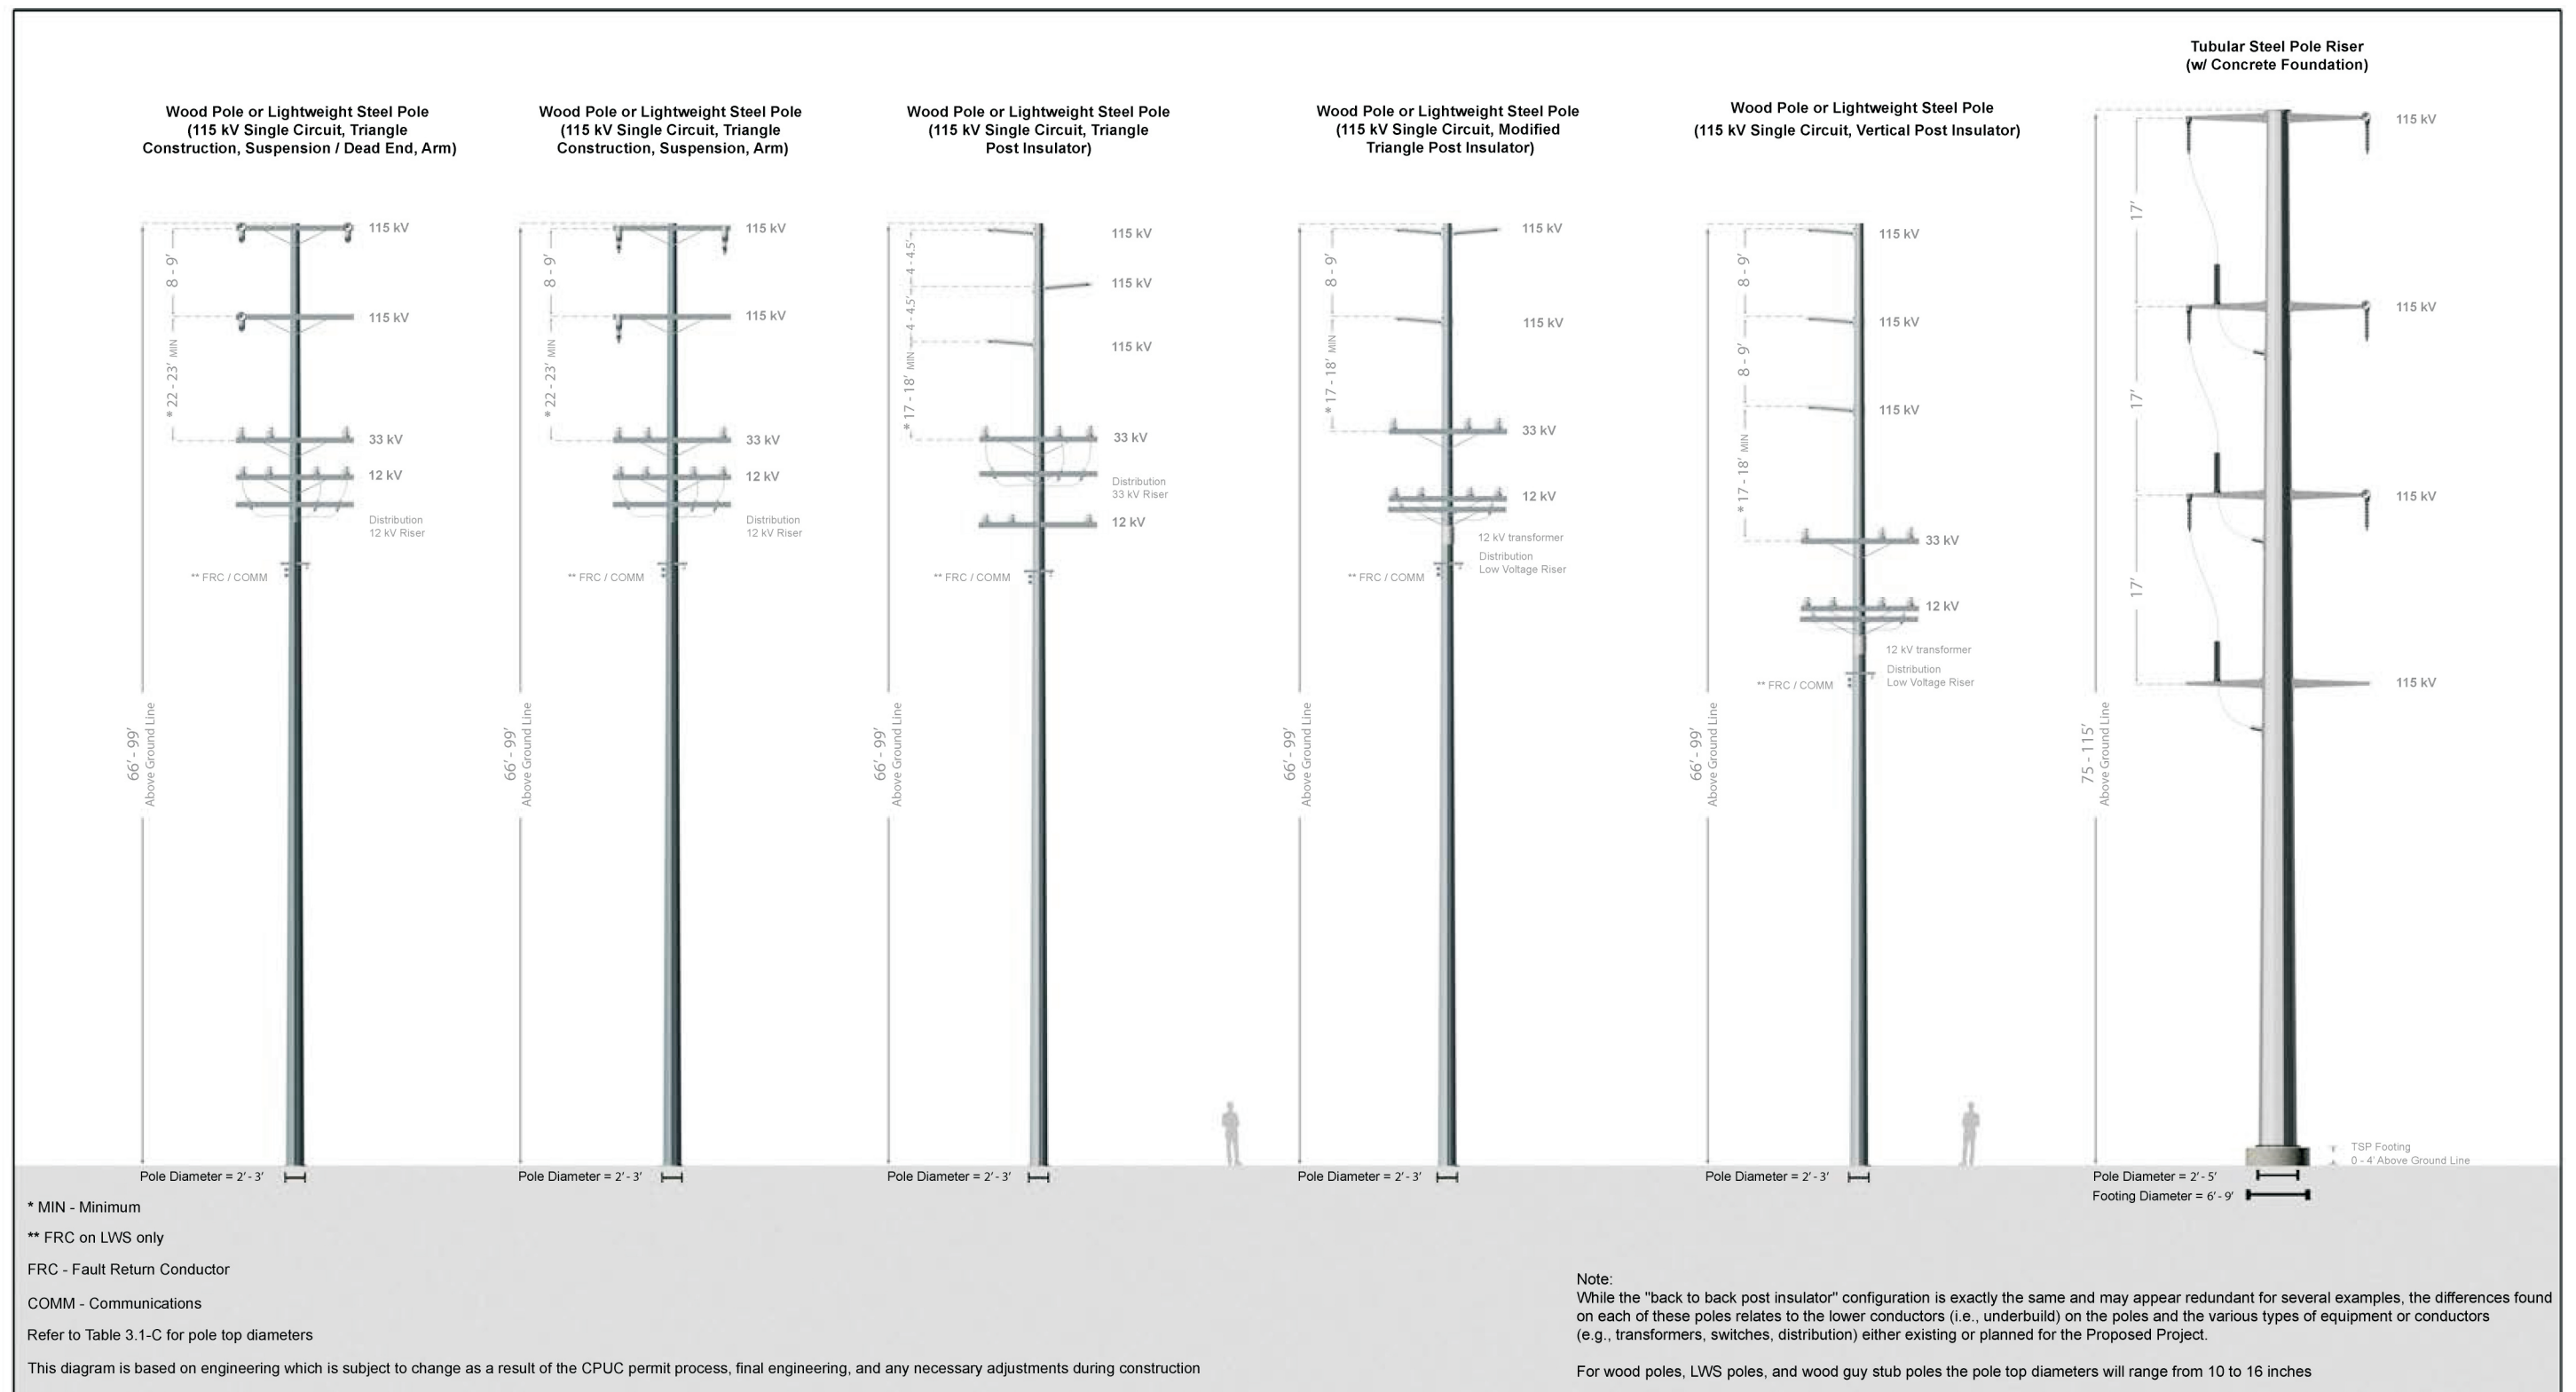 Tubular Steel Pole Riser
(w/ Concrete Foundation)
Wood Pole or Lightweight Steel Pole
(115 kV Single Circuit, Triangle
Construction, Suspension / Dead End, Arm)
115 kV
115 kV
33 kV
12 kV
Distribution
12 kV Riser
** FRC / COMM
8 - 9'
* 22 - 23' MIN
66' - 99'
Above Ground Line
Pole Diameter = 2' - 3'
Wood Pole or Lightweight Steel Pole
(115 kV Single Circuit, Triangle
Construction, Suspension, Arm)
115 kV
115 kV
33 kV
12 kV
Distribution
12 kV Riser
** FRC / COMM
8 - 9'
* 22 - 23' MIN
66' - 99'
Above Ground Line
Pole Diameter = 2' - 3'
Wood Pole or Lightweight Steel Pole
(115 kV Single Circuit, Triangle
Post Insulator)
115 kV
115 kV
115 kV
33 kV
Distribution
33 kV Riser
12 kV
** FRC / COMM
4 - 4.5'
4 - 4.5'
* 17 - 18' MIN
66' - 99'
Above Ground Line
Pole Diameter = 2' - 3'
Wood Pole or Lightweight Steel Pole
(115 kV Single Circuit, Modified
Triangle Post Insulator)
115 kV
115 kV
33 kV
12 kV
12 kV transformer
Distribution
Low Voltage Riser
** FRC / COMM
8 - 9'
* 17 - 18' MIN
66' - 99'
Above Ground Line
Pole Diameter = 2' - 3'
Wood Pole or Lightweight Steel Pole
(115 kV Single Circuit, Vertical Post Insulator)
115 kV
115 kV
115 kV
33 kV
12 kV
12 kV transformer
Distribution
Low Voltage Riser
** FRC / COMM
8 - 9'
8 - 9'
* 17 - 18' MIN
66' - 99'
Above Ground Line
Pole Diameter = 2' - 3'
115 kV
115 kV
115 kV
115 kV
17'
17'
17'
75 - 115'
Above Ground Line
TSP Footing
0 - 4' Above Ground Line
Pole Diameter = 2' - 5'
Footing Diameter = 6' - 9'
* MIN - Minimum
** FRC on LWS only
FRC - Fault Return Conductor
COMM - Communications
Refer to Table 3.1-C for pole top diameters
This diagram is based on engineering which is subject to change as a result of the CPUC permit process, final engineering, and any necessary adjustments during construction
Note:
While the "back to back post insulator" configuration is exactly the same and may appear redundant for several examples, the differences found
on each of these poles relates to the lower conductors (i.e., underbuild) on the poles and the various types of equipment or conductors
(e.g., transformers, switches, distribution) either existing or planned for the Proposed Project.
For wood poles, LWS poles, and wood guy stub poles the pole top diameters will range from 10 to 16 inches